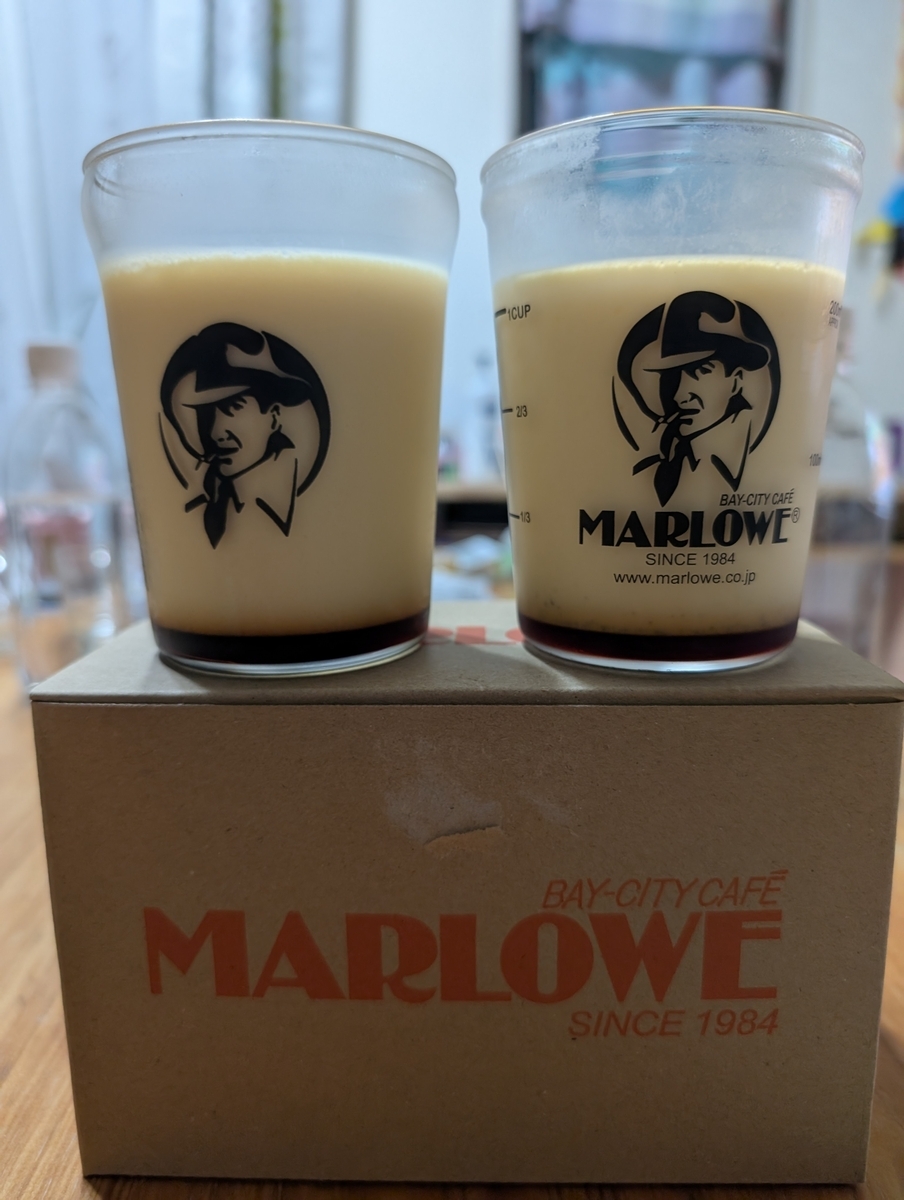 1CUP
2/3
1/3
BAY-CITY CAFÉ
MARLOWE®
SINCE 1984
www.marlowe.co.jp
BAY-CITY CAFÉ
MARLOWE
SINCE 1984